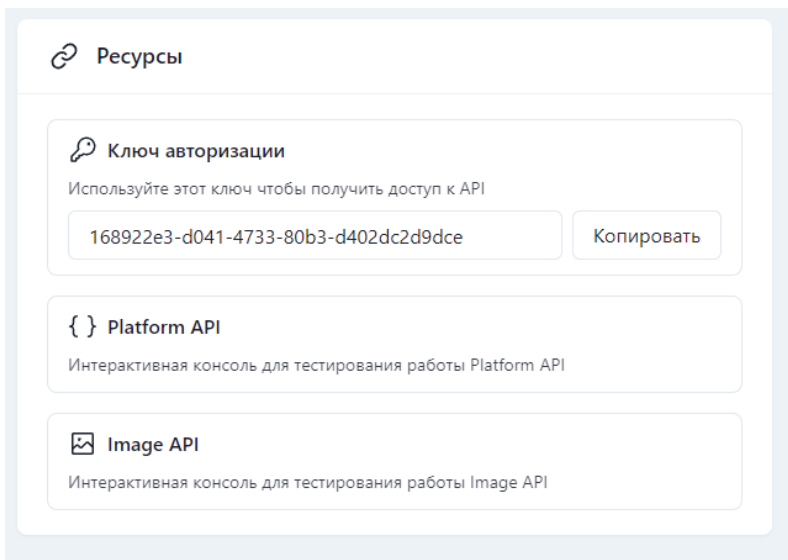 Ресурсы
Ключ авторизации
Используйте этот ключ чтобы получить доступ к API
168922e3-d041-4733-80b3-d402dc2d9dce
Копировать
{ } Platform API
Интерактивная консоль для тестирования работы Platform API
Image API
Интерактивная консоль для тестирования работы Image API